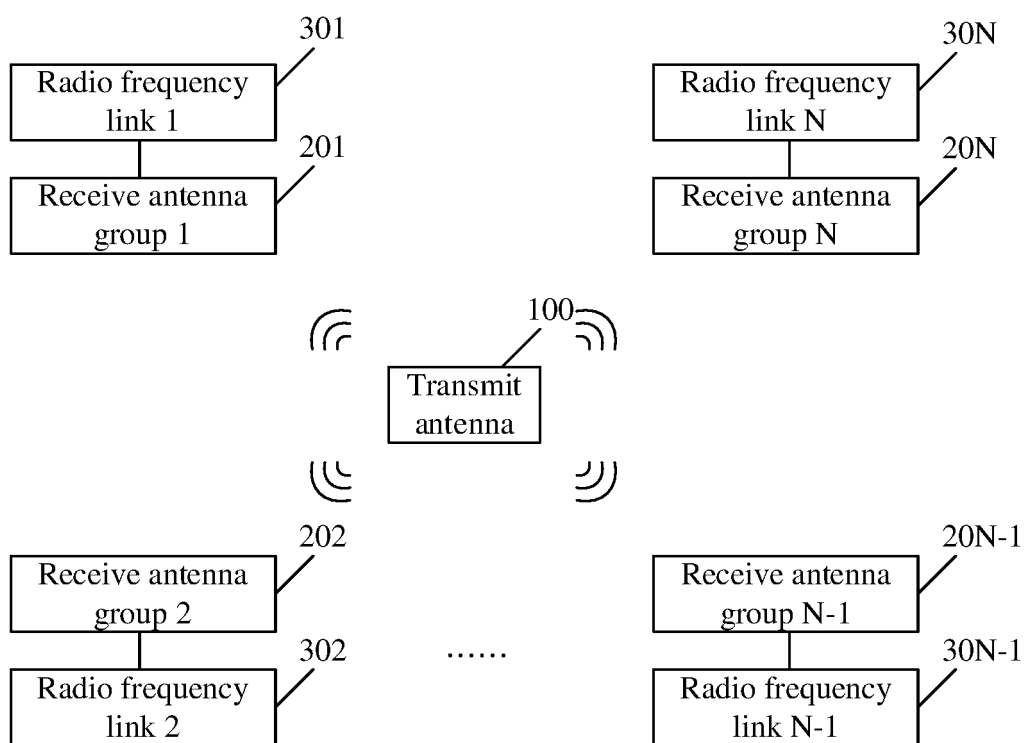 301
Radio frequency
link 1
201
Receive antenna
group 1
30N
Radio frequency
link N
20N
Receive antenna
group N
100
Transmit
antenna
202
Receive antenna
group 2
302
Radio frequency
link 2
......
20N-1
Receive antenna
group N-1
30N-1
Radio frequency
link N-1